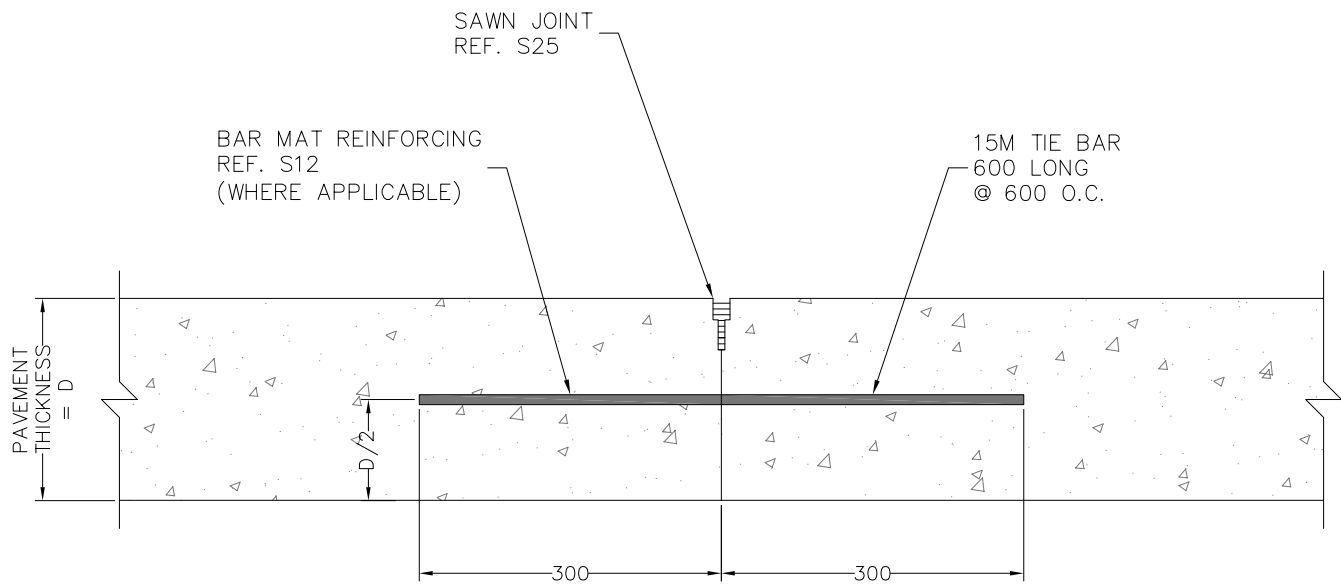 SAWN JOINT
REF. S25
BAR MAT REINFORCING
REF. S12
(WHERE APPLICABLE)
15M TIE BAR
600 LONG
@ 600 O.C.
PAVEMENT
THICKNESS
= D
D/2
300
300